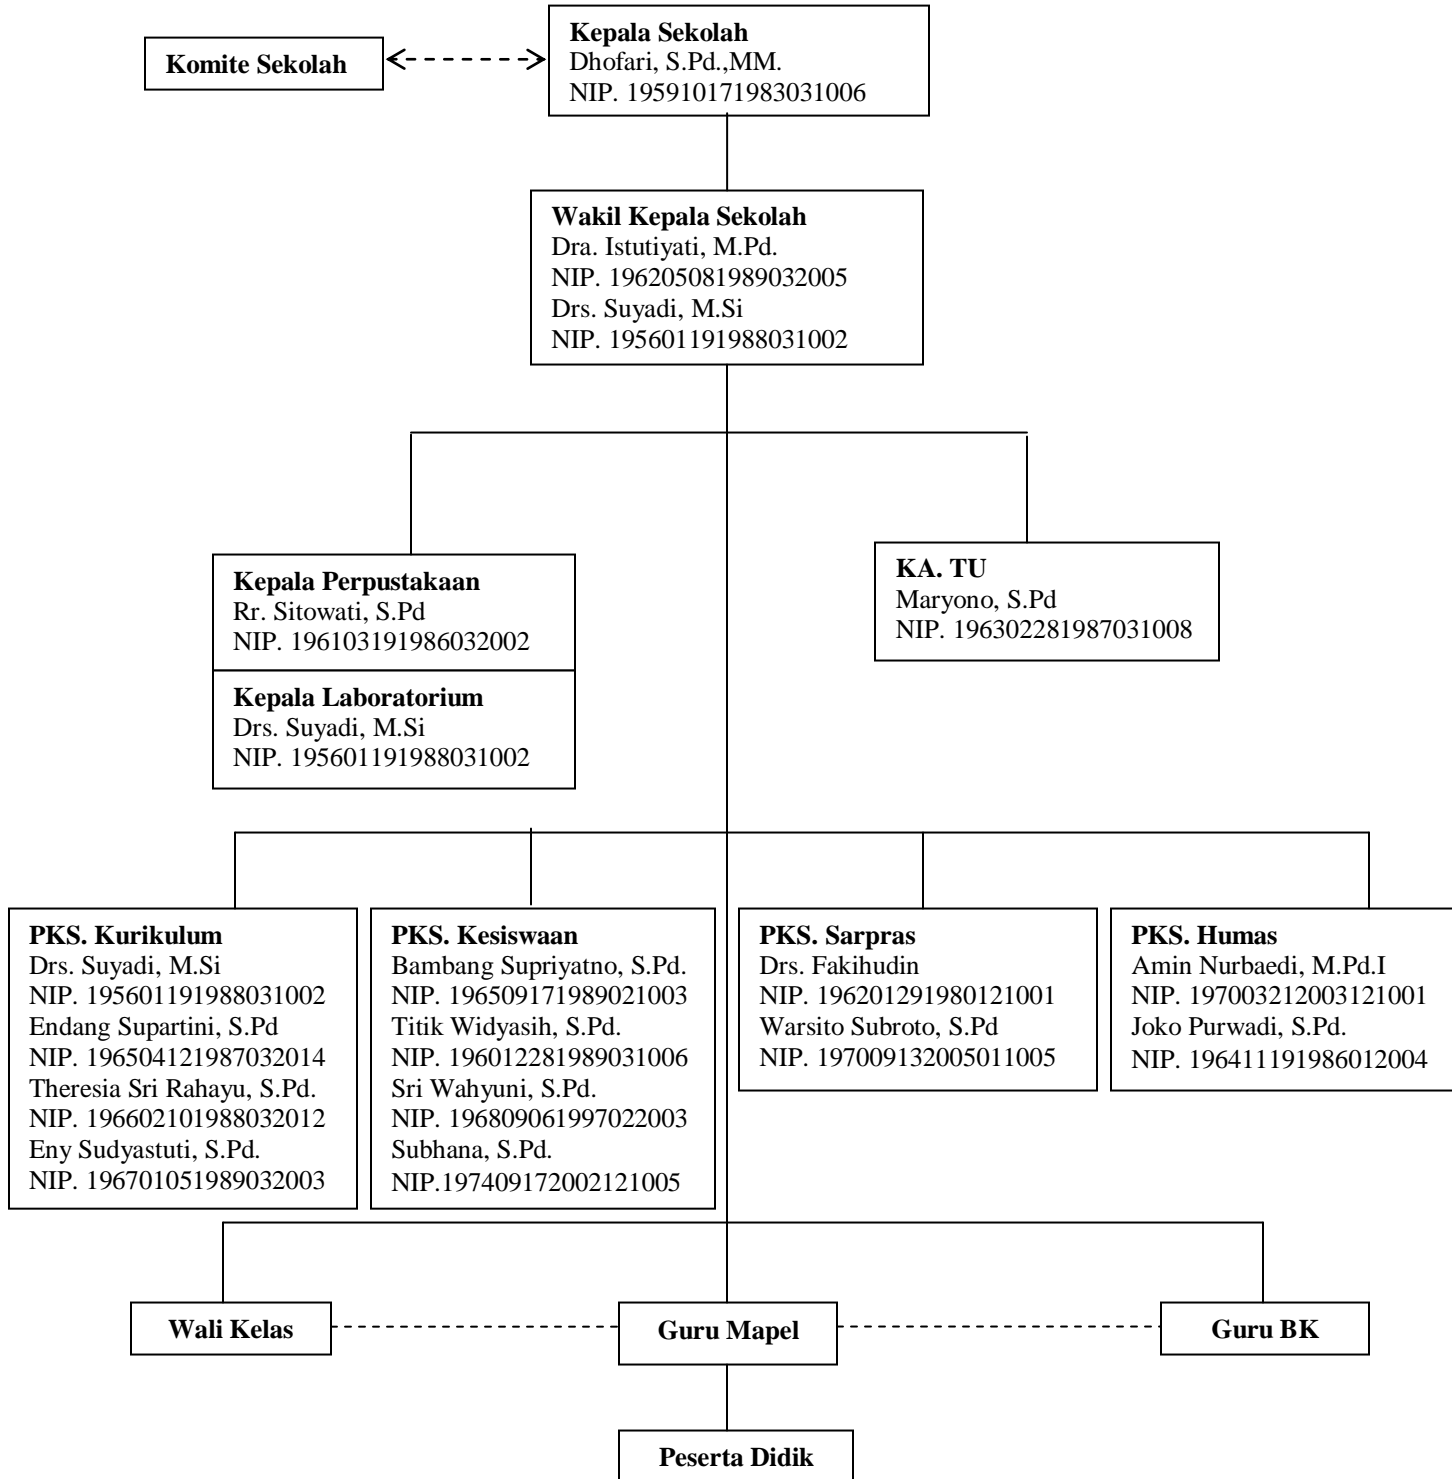 Komite Sekolah
Kepala Sekolah
Dhofari, S.Pd.,MM.
NIP. 195910171983031006
Wakil Kepala Sekolah
Dra. Istutiyati, M.Pd.
NIP. 196205081989032005
Drs. Suyadi, M.Si
NIP. 195601191988031002
Kepala Perpustakaan
Rr. Sitowati, S.Pd
NIP. 196103191986032002
Kepala Laboratorium
Drs. Suyadi, M.Si
NIP. 195601191988031002
KA. TU
Maryono, S.Pd
NIP. 196302281987031008
PKS. Kurikulum
Drs. Suyadi, M.Si
NIP. 195601191988031002
Endang Supartini, S.Pd
NIP. 196504121987032014
Theresia Sri Rahayu, S.Pd.
NIP. 196602101988032012
Eny Sudyastuti, S.Pd.
NIP. 196701051989032003
PKS. Kesiswaan
Bambang Supriyatno, S.Pd.
NIP. 196509171989021003
Titik Widyasih, S.Pd.
NIP. 196012281989031006
Sri Wahyuni, S.Pd.
NIP. 196809061997022003
Subhana, S.Pd.
NIP.197409172002121005
PKS. Sarpras
Drs. Fakihudin
NIP. 196201291980121001
Warsito Subroto, S.Pd
NIP. 197009132005011005
PKS. Humas
Amin Nurbaedi, M.Pd.I
NIP. 197003212003121001
Joko Purwadi, S.Pd.
NIP. 196411191986012004
Wali Kelas
Guru Mapel
Guru BK
Peserta Didik